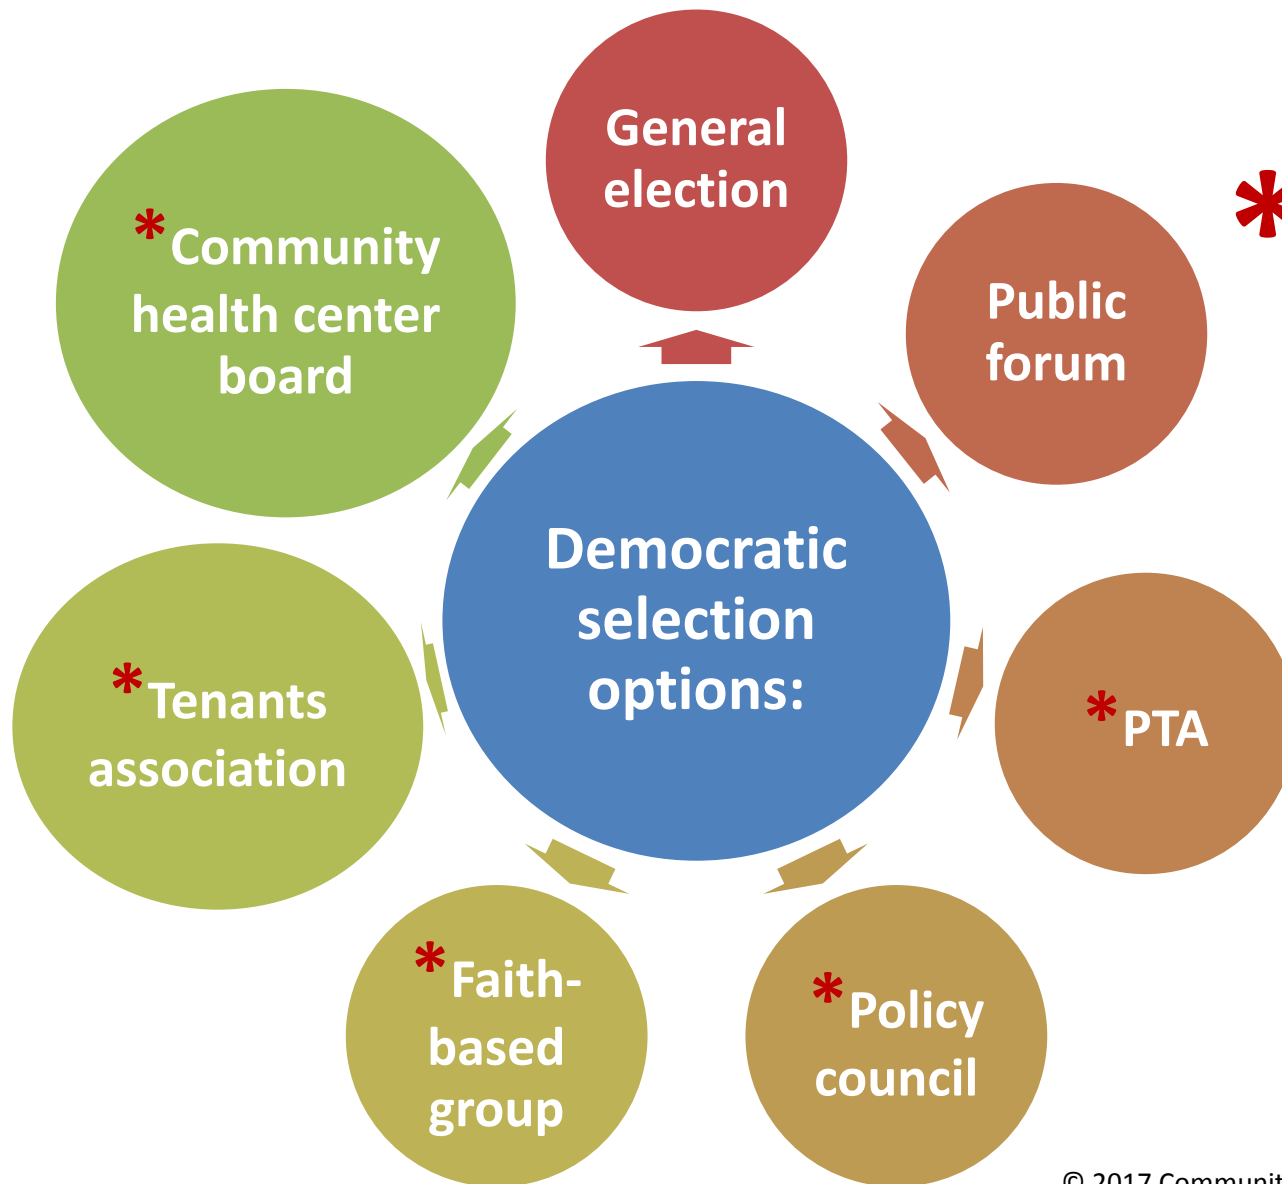 General
election
*
Public
forum
*Community
health center
board
Democratic
selection
options:
*PTA
*Tenants
association
*Policy
council
*Faith-
based
group
© 2017